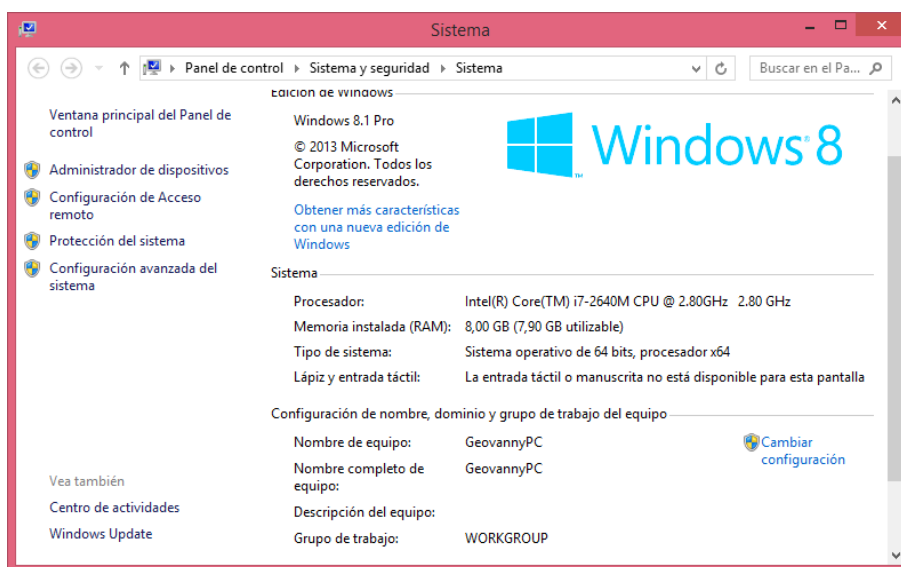 Sistema
Panel de control Sistema y seguridad Sistema
Buscar en el Pa...
Ventana principal del Panel de
control
Administrador de dispositivos
Configuración de Acceso
remoto
Protección del sistema
Configuración avanzada del
sistema
Vea también
Centro de actividades
Windows Update
Edición de Windows
Windows 8.1 Pro
© 2013 Microsoft
Corporation. Todos los
derechos reservados.
Obtener más características
con una nueva edición de
Windows
Windows 8
Sistema
Procesador: Intel(R) Core(TM) i7-2640M CPU @ 2.80GHz 2.80 GHz
Memoria instalada (RAM): 8,00 GB (7,90 GB utilizable)
Tipo de sistema: Sistema operativo de 64 bits, procesador x64
Lápiz y entrada táctil: La entrada táctil o manuscrita no está disponible para esta pantalla
Configuración de nombre, dominio y grupo de trabajo del equipo
Nombre de equipo: GeovannyPC
Nombre completo de
equipo:
GeovannyPC
Descripción del equipo:
Grupo de trabajo: WORKGROUP
Cambiar
configuración